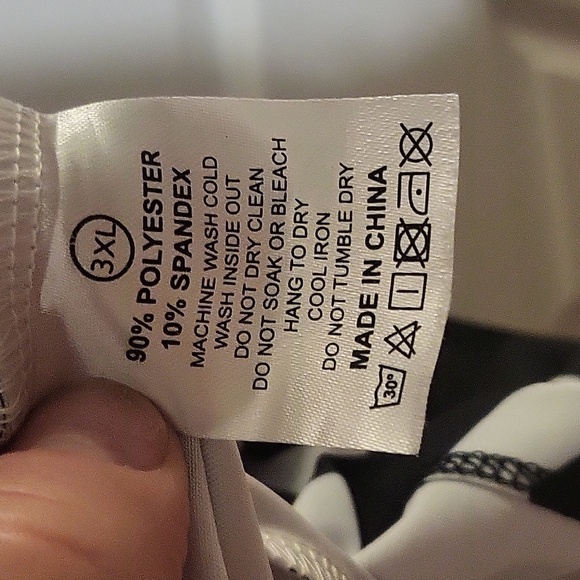 3XL
90% POLYESTER
10% SPANDEX
MACHINE WASH COLD
WASH INSIDE OUT
DO NOT DRY CLEAN
DO NOT SOAK OR BLEACH
HANG TO DRY
COOL IRON
DO NOT TUMBLE DRY
MADE IN CHINA
30°